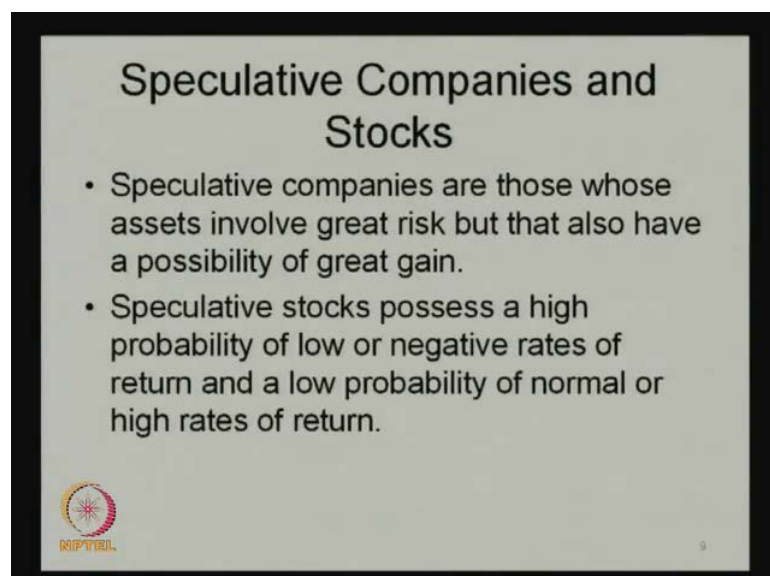 Speculative Companies and
Stocks
• Speculative companies are those whose
assets involve great risk but that also have
a possibility of great gain.
• Speculative stocks possess a high
probability of low or negative rates of
return and a low probability of normal or
high rates of return.
NPTEL
9